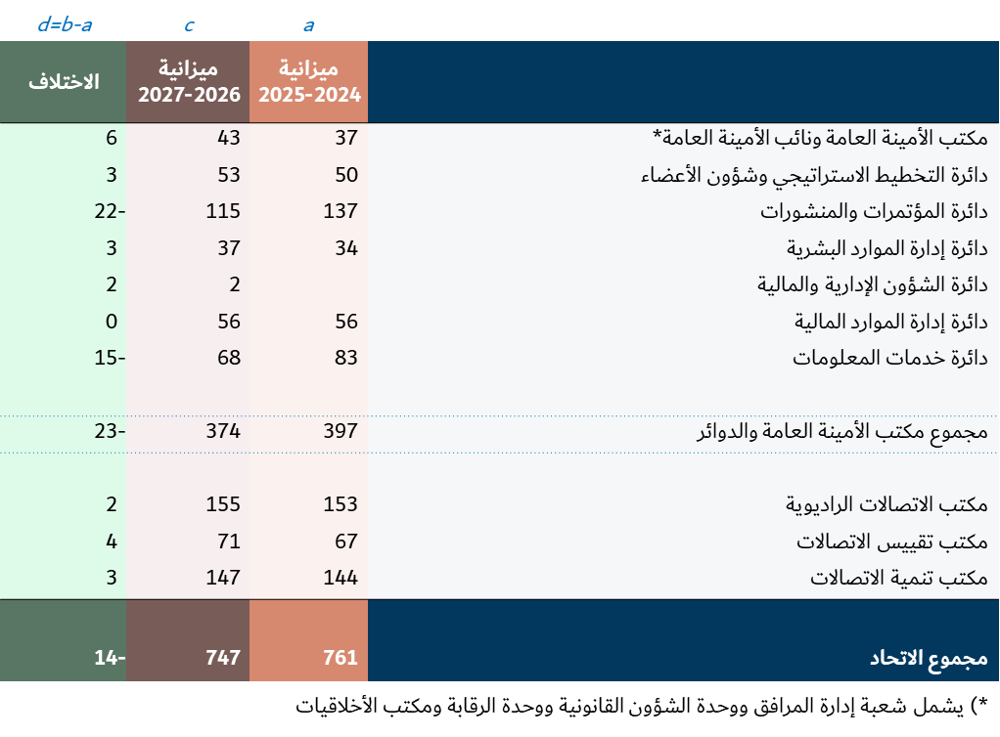 a c d=b-a
ميزانية 2024-2025 ميزانية 2026-2027 الاختلاف
مكتب الأمينة العامة ونائب الأمينة العامة* 37 43 6
دائرة التخطيط الاستراتيجي وشؤون الأعضاء 50 53 3
دائرة المؤتمرات والمنشورات 137 115 -22
دائرة إدارة الموارد البشرية 34 37 3
دائرة الشؤون الإدارية والمالية 2 2
دائرة إدارة الموارد المالية 56 56 0
دائرة خدمات المعلومات 83 68 -15
مجموع مكتب الأمينة العامة والدوائر 397 374 -23
مكتب الاتصالات الراديوية 153 155 2
مكتب تقييس الاتصالات 67 71 4
مكتب تنمية الاتصالات 144 147 3
مجموع الاتحاد 761 747 -14
*) يشمل شعبة إدارة المرافق ووحدة الشؤون القانونية ووحدة الرقابة ومكتب الأخلاقيات